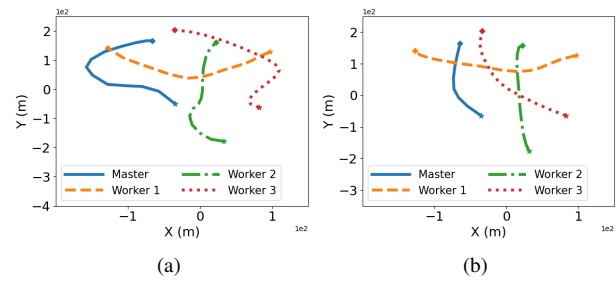 1e2
2
1
0
−1
−2
−3
−4
Y (m)
Master
Worker 1
Worker 2
Worker 3
−1
0
1
1e2
X (m)
(a)
1e2
2
1
0
−1
−2
−3
Y (m)
Master
Worker 1
Worker 2
Worker 3
−1
0
1
1e2
X (m)
(b)